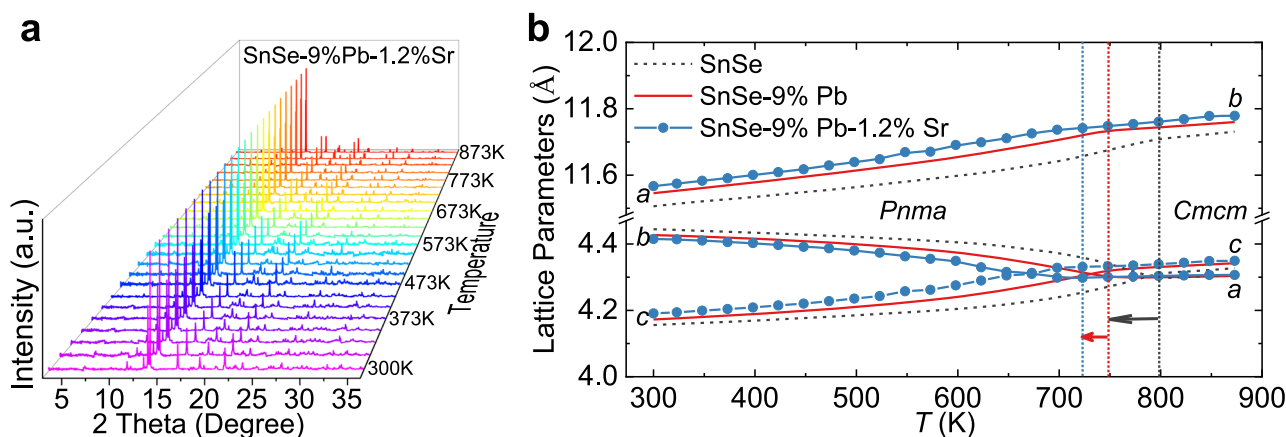 a
SnSe-9%Pb-1.2%Sr
Intensity (a.u.)
873K
773K
673K
573K
473K
373K
300K
Temperature
5 10 15 20 25 30 35
2 Theta (Degree)
b
12.0
11.8
11.6
4.4
4.2
4.0
Lattice Parameters (Å)
SnSe
SnSe-9% Pb
SnSe-9% Pb-1.2% Sr
b
a
Pnma
Cmcm
b
c
c
a
300 400 500 600 700 800 900
T (K)